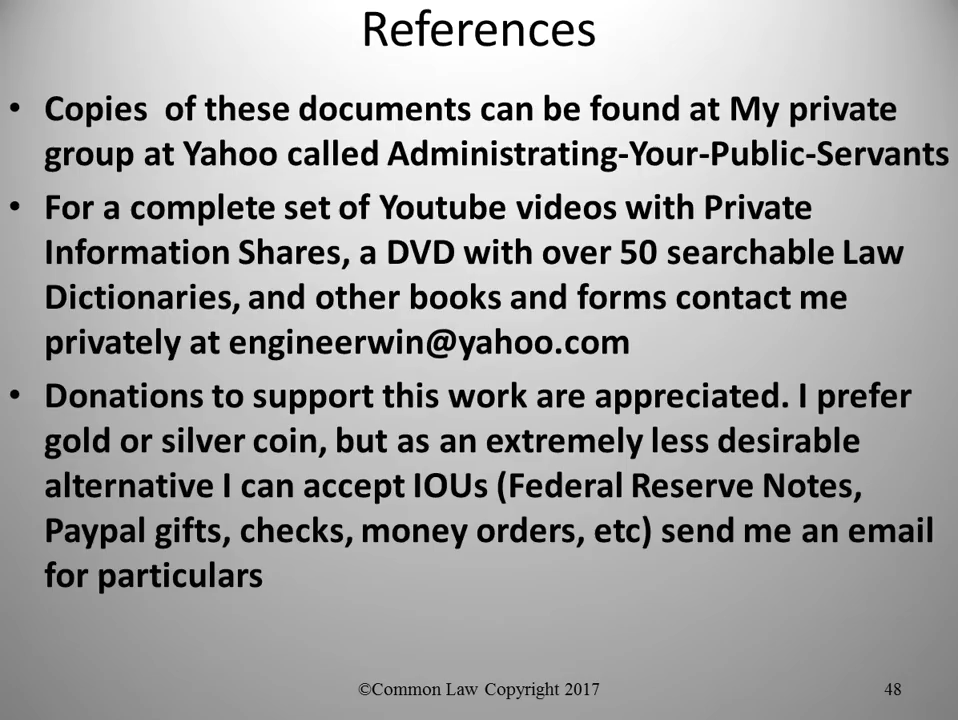 References
• Copies  of these documents can be found at My private
group at Yahoo called Administrating-Your-Public-Servants
• For a complete set of Youtube videos with Private
Information Shares, a DVD with over 50 searchable Law
Dictionaries, and other books and forms contact me
privately at engineerwin@yahoo.com
• Donations to support this work are appreciated. I prefer
gold or silver coin, but as an extremely less desirable
alternative I can accept IOUs (Federal Reserve Notes,
Paypal gifts, checks, money orders, etc) send me an email
for particulars
©Common Law Copyright 2017 48